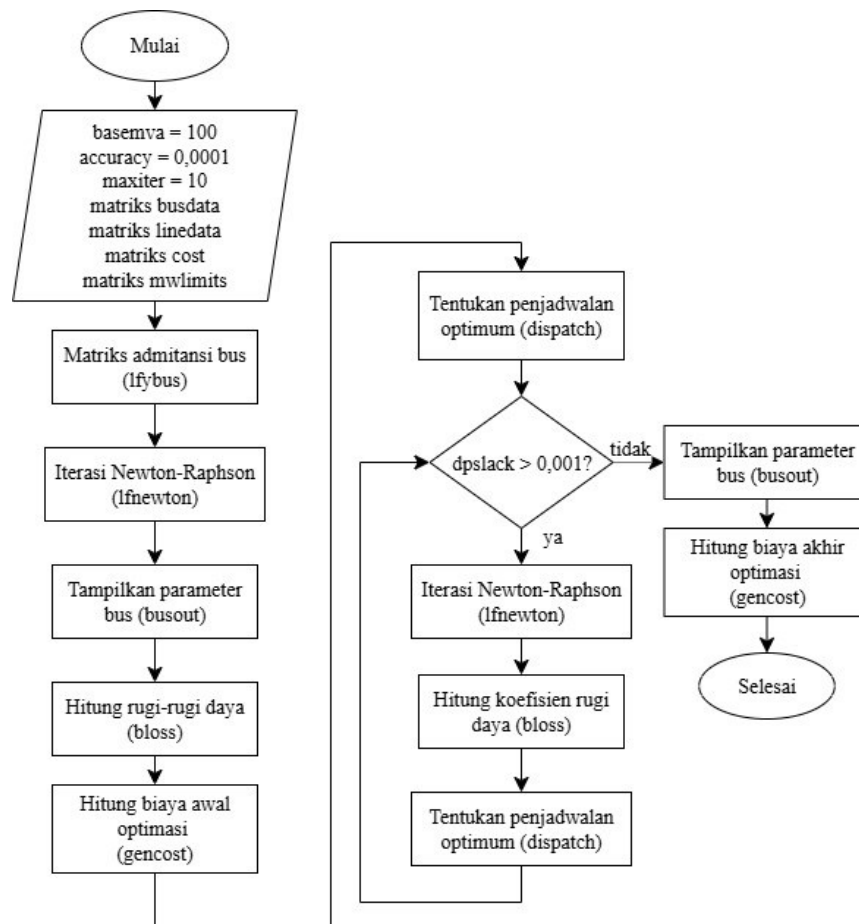 Mulai
basemva = 100
accuracy = 0,0001
maxiter = 10
matriks busdata
matriks linedata
matriks cost
matriks mwlimits
Matriks admitansi bus
(lfybus)
Iterasi Newton-Raphson
(lfnewton)
Tampilkan parameter
bus (busout)
Hitung rugi-rugi daya
(bloss)
Hitung biaya awal
optimasi
(gencost)
Tentukan penjadwalan
optimum (dispatch)
dpslack > 0,001?
tidak
ya
Iterasi Newton-Raphson
(lfnewton)
Hitung koefisien rugi
daya (bloss)
Tentukan penjadwalan
optimum (dispatch)
Tampilkan parameter
bus (busout)
Hitung biaya akhir
optimasi
(gencost)
Selesai